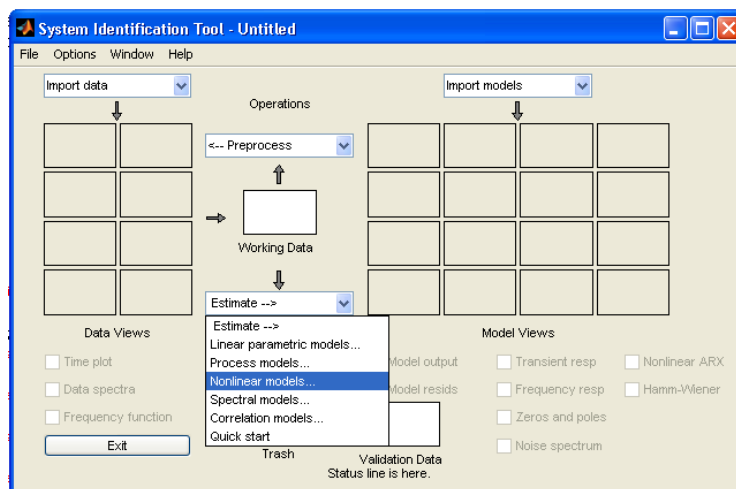 System Identification Tool - Untitled
File Options Window Help
Import data
Import models
Operations
<-- Preprocess
Working Data
Estimate -->
Estimate -->
Linear parametric models...
Process models...
Nonlinear models...
Spectral models...
Correlation models...
Quick start
Data Views
Time plot
Data spectra
Frequency function
Exit
Trash
Model Views
Model output
Transient resp
Nonlinear ARX
Model resids
Frequency resp
Hamm-Wiener
Zeros and poles
Noise spectrum
Validation Data
Status line is here.